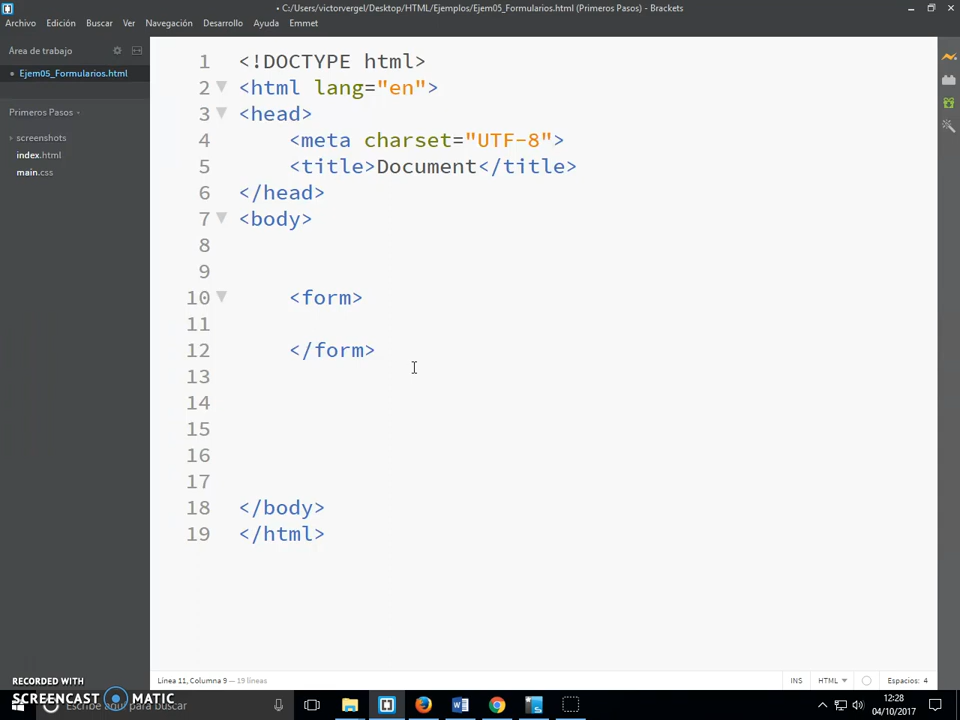 • C:/Users/victorvergel/Desktop/HTML/Ejemplos/Ejem05_Formularios.html (Primeros Pasos) - Brackets
Archivo Edición Buscar Ver Navegación Desarrollo Ayuda Emmet
Área de trabajo
• Ejem05_Formularios.html
Primeros Pasos
screenshots
index.html
main.css
1 <!DOCTYPE html>
2 <html lang="en">
3 <head>
4 <meta charset="UTF-8">
5 <title>Document</title>
6 </head>
7 <body>
8
9
10 <form>
11
12 </form>
13
14
15
16
17
18 </body>
19 </html>
Línea 11, Columna 9 — 19 líneas
INS HTML Espacios: 4
RECORDED WITH
SCREENCAST MATIC
Escribe aquí para buscar
12:28
04/10/2017